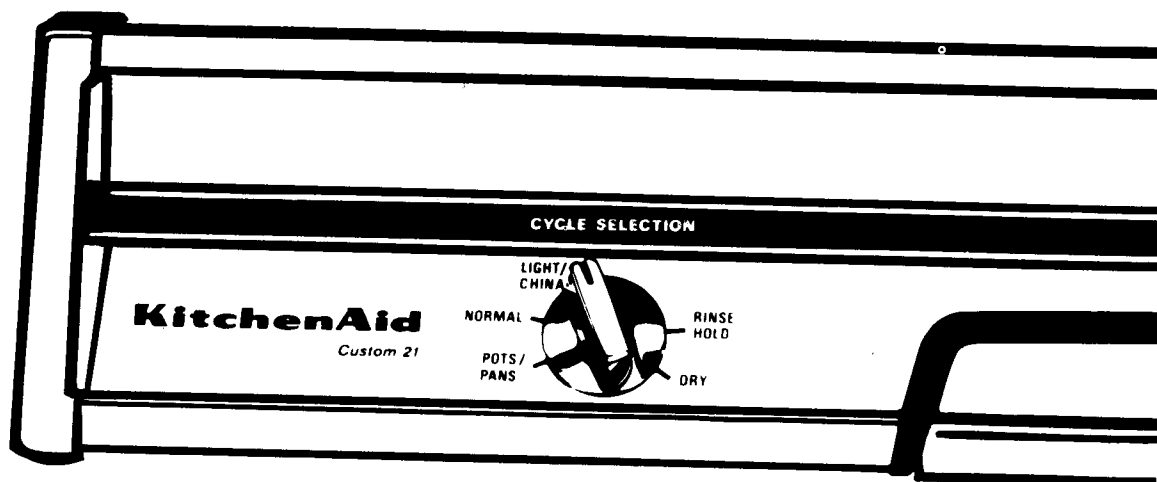 CYCLE SELECTION
LIGHT/
CHINA
NORMAL
POTS/
PANS
RINSE
HOLD
DRY
KitchenAid
Custom 21